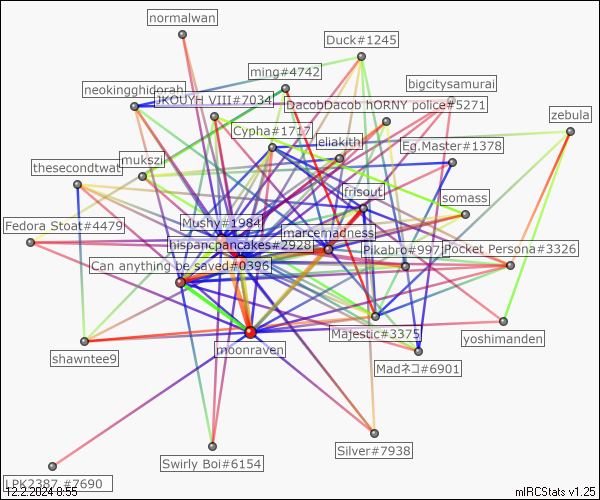 normalwan
Duck#1245
ming#4742
bigcitysamurai
neokingghidorah
JKOUYH VIII#7034
DacobDacob hORNY police#5271
zebula
Cypha#1717
eliakith
Eg.Master#1378
thesecondtwat
mukszi
irisout
somass
Fedora Stoat#4479
Mushy#1984
marcemadness
hispancpancakes#2928
Pikabro#997
Pocket Persona#3326
Can anything be saved#0396
Majestic#3375
yoshimanden
shawntee9
moonraven
Madネコ#6901
Silver#7938
Swirly Boi#6154
LPK2387_#7690
12.2.2024 8:55
mIRCStats v1.25